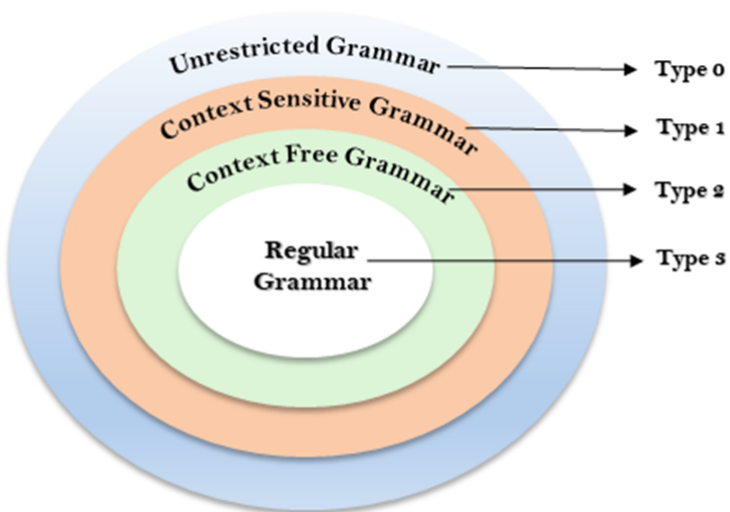 Unrestricted Grammar
Type 0
Context Sensitive Grammar
Type 1
Context Free Grammar
Type 2
Regular
Grammar
Type 3